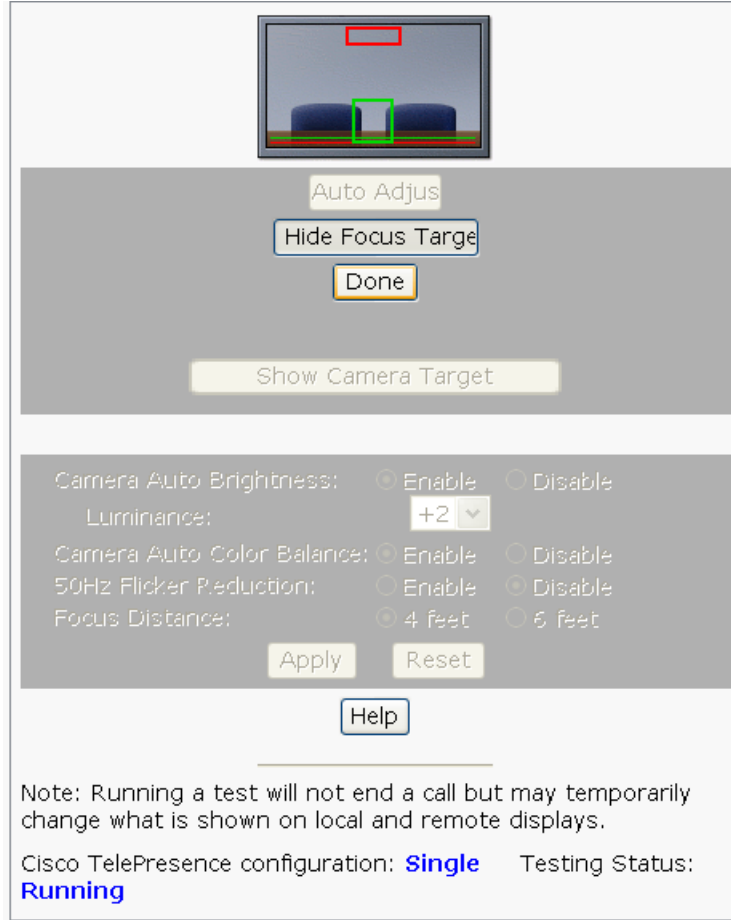 Auto Adjus
Hide Focus Targe
Done
Show Camera Target
Camera Auto Brightness: Enable Disable
Luminance: +2
Camera Auto Color Balance: Enable Disable
50Hz Flicker Reduction: Enable Disable
Focus Distance: 4 feet 6 feet
Apply Reset
Help
Note: Running a test will not end a call but may temporarily
change what is shown on local and remote displays.
Cisco TelePresence configuration: Single Testing Status:
Running